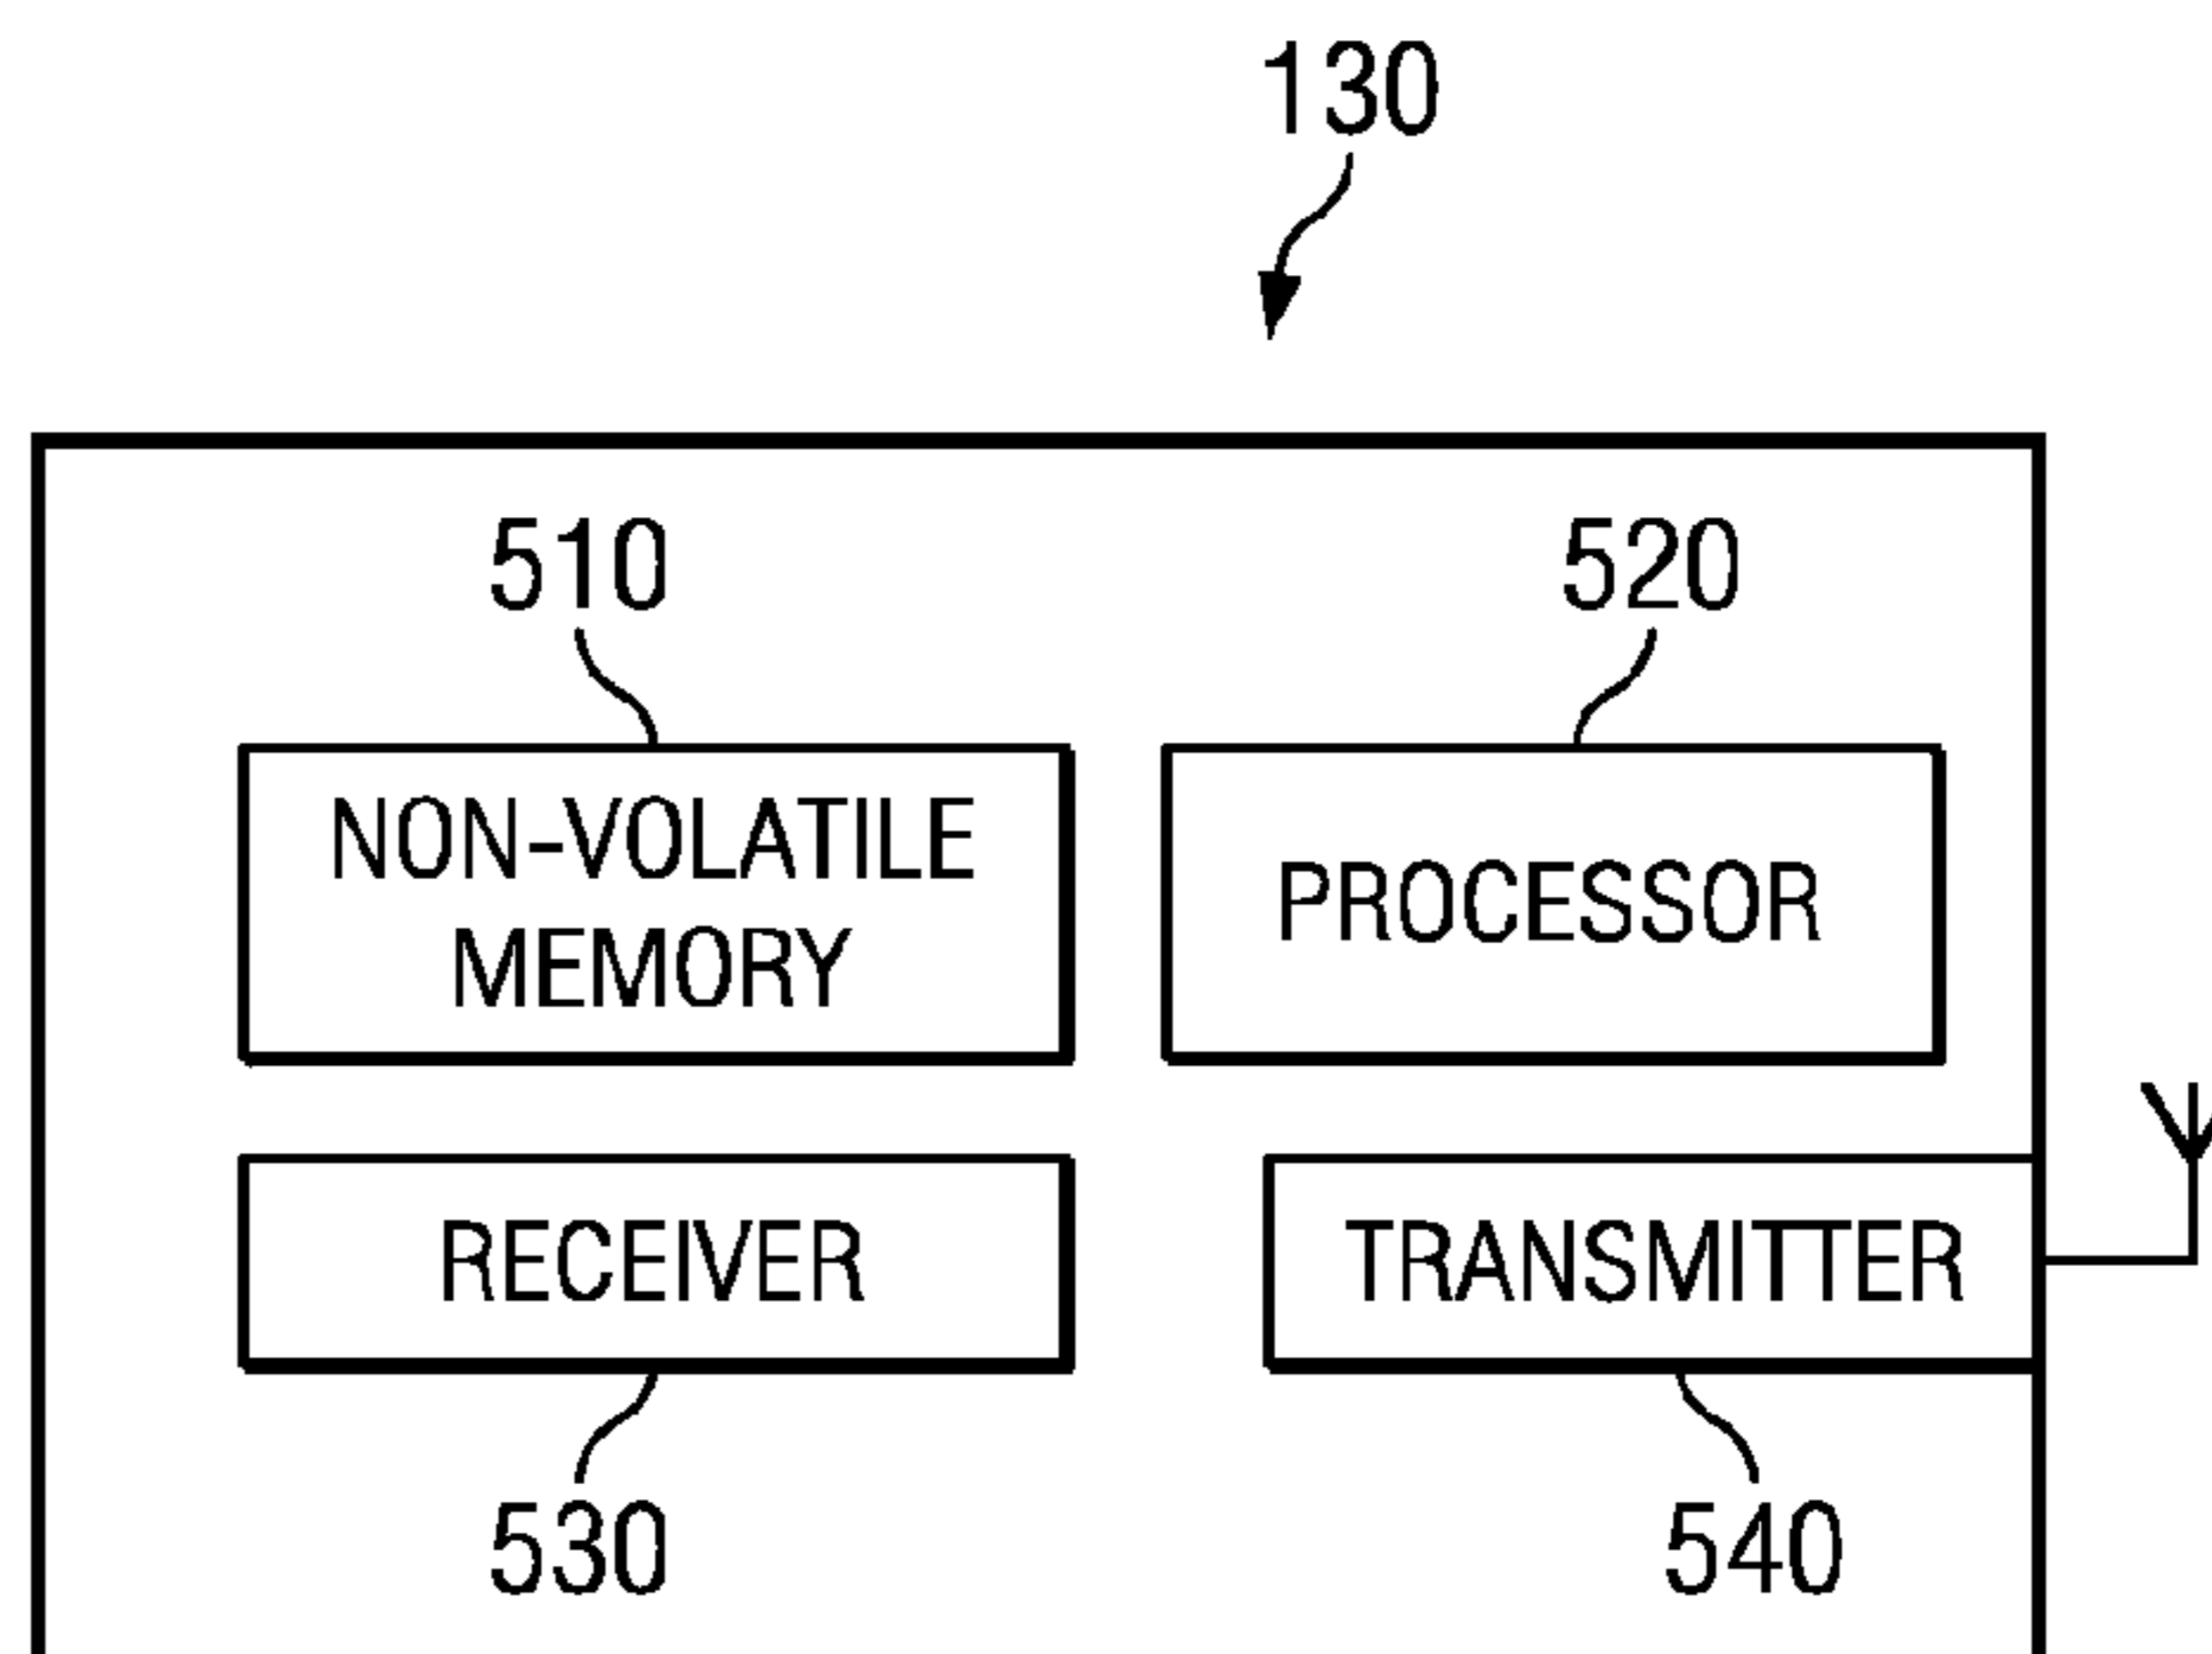 130
510
520
NON-VOLATILE
MEMORY
PROCESSOR
RECEIVER
TRANSMITTER
530
540